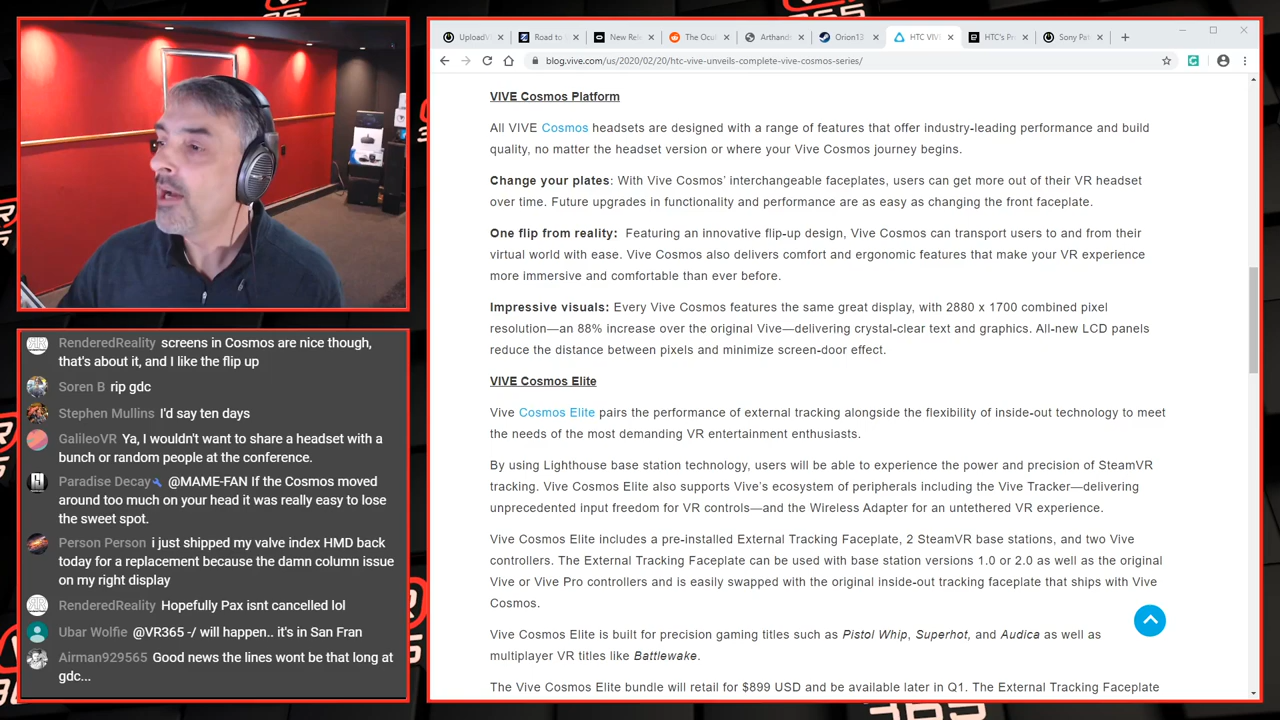 UploadV
Road to
New Rel
The Ocul
Arthands
Orion13
HTC VIVE
HTC's Pr
Sony Pat
blog.vive.com/us/2020/02/20/htc-vive-unveils-complete-vive-cosmos-series/
VIVE Cosmos Platform
All VIVE Cosmos headsets are designed with a range of features that offer industry-leading performance and build
quality, no matter the headset version or where your Vive Cosmos journey begins.
Change your plates: With Vive Cosmos' interchangeable faceplates, users can get more out of their VR headset
over time. Future upgrades in functionality and performance are as easy as changing the front faceplate.
One flip from reality: Featuring an innovative flip-up design, Vive Cosmos can transport users to and from their
virtual world with ease. Vive Cosmos also delivers comfort and ergonomic features that make your VR experience
more immersive and comfortable than ever before.
Impressive visuals: Every Vive Cosmos features the same great display, with 2880 x 1700 combined pixel
resolution—an 88% increase over the original Vive—delivering crystal-clear text and graphics. All-new LCD panels
reduce the distance between pixels and minimize screen-door effect.
VIVE Cosmos Elite
Vive Cosmos Elite pairs the performance of external tracking alongside the flexibility of inside-out technology to meet
the needs of the most demanding VR entertainment enthusiasts.
By using Lighthouse base station technology, users will be able to experience the power and precision of SteamVR
tracking. Vive Cosmos Elite also supports Vive's ecosystem of peripherals including the Vive Tracker—delivering
unprecedented input freedom for VR controls—and the Wireless Adapter for an untethered VR experience.
Vive Cosmos Elite includes a pre-installed External Tracking Faceplate, 2 SteamVR base stations, and two Vive
controllers. The External Tracking Faceplate can be used with base station versions 1.0 or 2.0 as well as the original
Vive or Vive Pro controllers and is easily swapped with the original inside-out tracking faceplate that ships with Vive
Cosmos.
Vive Cosmos Elite is built for precision gaming titles such as Pistol Whip, Superhot, and Audica as well as
multiplayer VR titles like Battlewake.
The Vive Cosmos Elite bundle will retail for $899 USD and be available later in Q1. The External Tracking Faceplate
RenderedReality screens in Cosmos are nice though,
that's about it, and I like the flip up
Soren B rip gdc
Stephen Mullins I'd say ten days
GalileoVR Ya, I wouldn't want to share a headset with a
bunch or random people at the conference.
Paradise Decay @MAME-FAN If the Cosmos moved
around too much on your head it was really easy to lose
the sweet spot.
Person Person i just shipped my valve index HMD back
today for a replacement because the damn column issue
on my right display
RenderedReality Hopefully Pax isnt cancelled lol
Ubar Wolfie @VR365 -/ will happen.. it's in San Fran
Airman929565 Good news the lines wont be that long at
gdc...
365